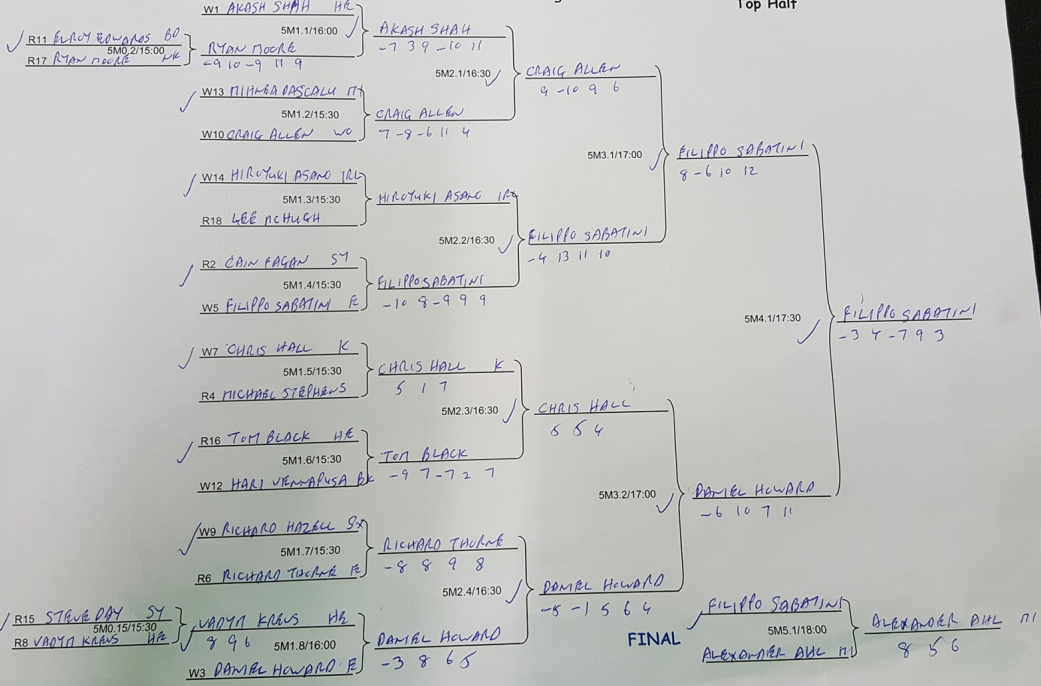 Top Half
W1 AKASH SHAH HE
5M1.1/16:00
AKASH SHAH
-7 3 9 -10 11
R11 ELROY EDWARDS BO
5M0.2/15:00
R17 RYAN MOORE NK
RYAN MOORE
-9 10 -9 11 9
5M2.1/16:30
CRAIG ALLEN
9 -10 9 6
W13 MIHNEA PASCALU MX
5M1.2/15:30
W10 CRAIG ALLEN WO
CRAIG ALLEN
7 -8 -6 11 4
5M3.1/17:00
FILIPPO SABATINI
8 -6 10 12
W14 HIROYUKI ASANO IRL
5M1.3/15:30
R18 LEE MCHUGH
HIROYUKI ASANO
5M2.2/16:30
FILIPPO SABATINI
-4 13 11 10
R2 CAIN FAGAN SY
5M1.4/15:30
W5 FILIPPO SABATINI E
FILIPPO SABATINI
-10 8 -9 9 9
5M4.1/17:30
FILIPPO SABATINI
-3 4 -7 9 3
W7 CHRIS HALL K
5M1.5/15:30
R4 MICHAEL STEPHENS
CHRIS HALL K
5 1 7
5M2.3/16:30
CHRIS HALL
5 5 4
R16 TOM BLACK HE
5M1.6/15:30
W12 HARI VENNAPUSA BK
TOM BLACK
-9 7 -7 2 7
5M3.2/17:00
DANIEL HOWARD
-6 10 7 11
W9 RICHARD HAZELL SX
5M1.7/15:30
R6 RICHARD THORNE E
RICHARD THORNE
-8 8 9 8
5M2.4/16:30
DANIEL HOWARD
-5 -1 5 6 4
R15 STEVE DAY SY
5M0.15/15:30
R8 VADYM KREUS HE
VADYM KREUS HE
8 9 6
5M1.8/16:00
W3 DANIEL HOWARD E
DANIEL HOWARD
-3 8 6 5
FINAL
FILIPPO SABATINI
5M5.1/18:00
ALEXANDER AHL MI
ALEXANDER AHL MI
8 5 6